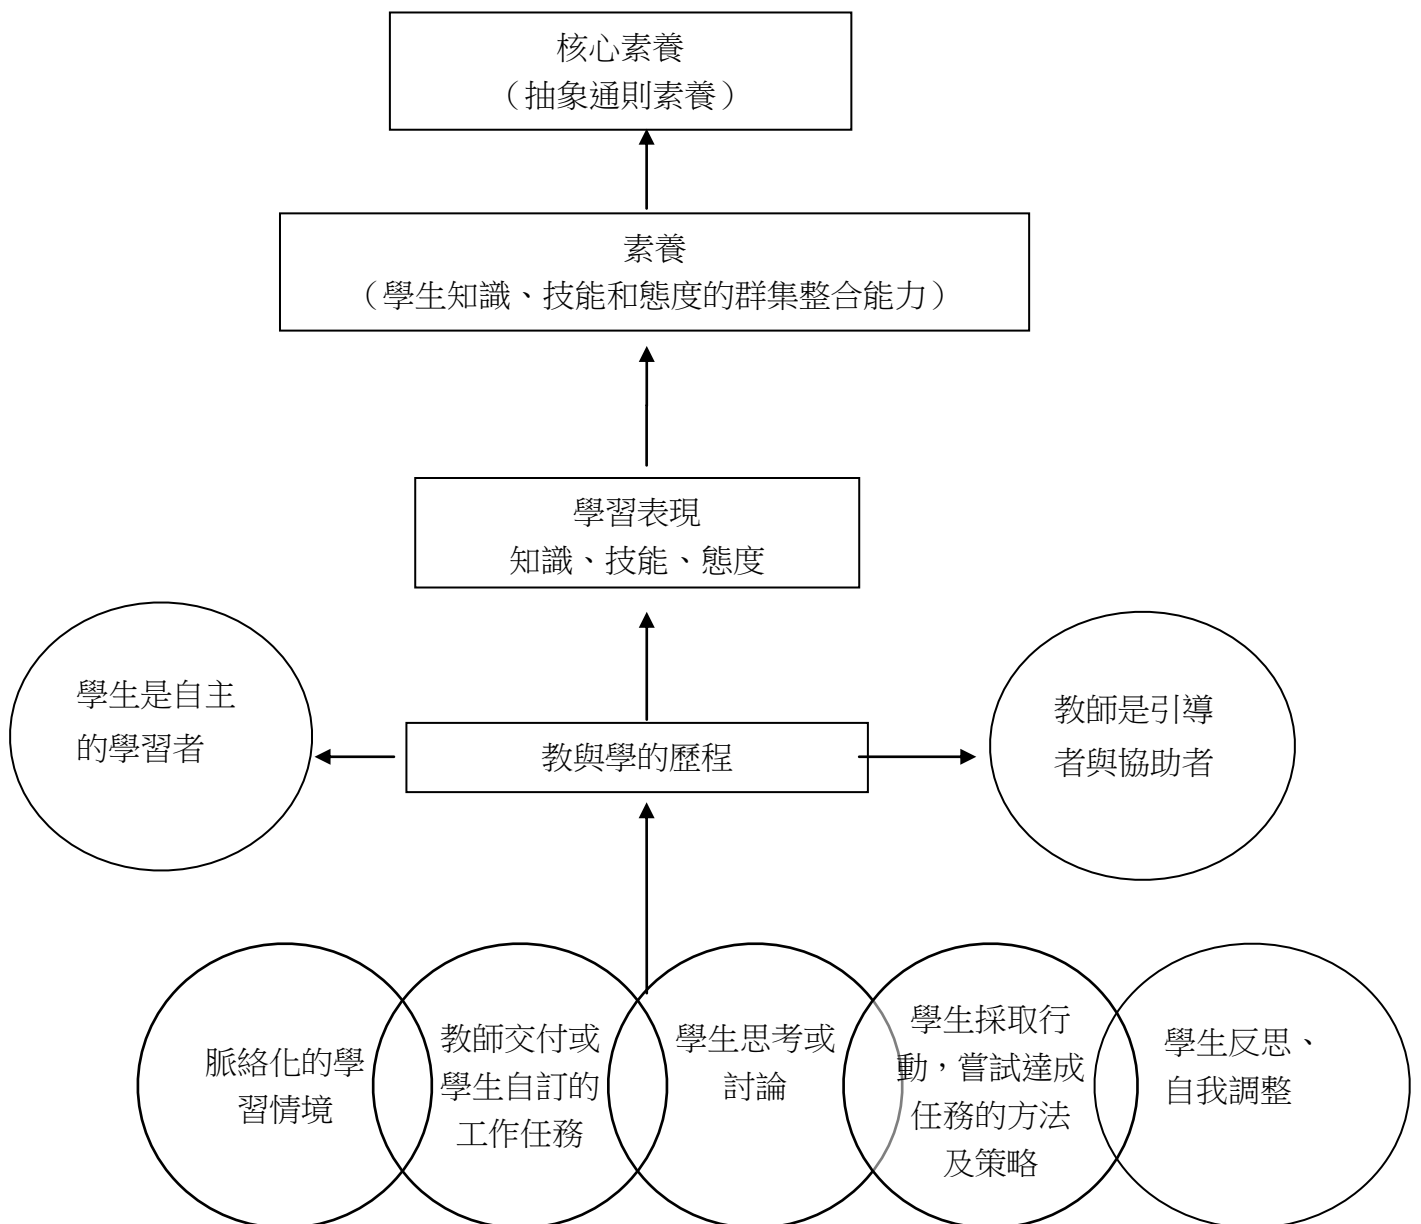 核心素養
（抽象通則素養）
素養
（學生知識、技能和態度的群集整合能力）
學習表現
知識、技能、態度
學生是自主
的學習者
教與學的歷程
教師是引導
者與協助者
脈絡化的學
習情境
教師交付或
學生自訂的
工作任務
學生思考或
討論
學生採取行
動，嘗試達成
任務的方法
及策略
學生反思、
自我調整